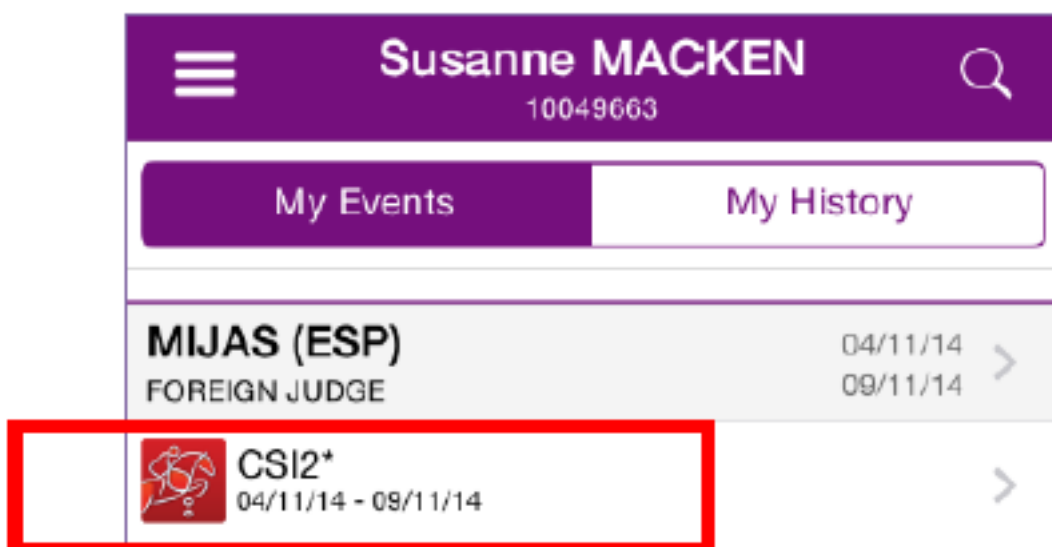 Susanne MACKEN
10049663
My Events
My History
MIJAS (ESP)
04/11/14
FOREIGN JUDGE
09/11/14
CSI2*
04/11/14 - 09/11/14